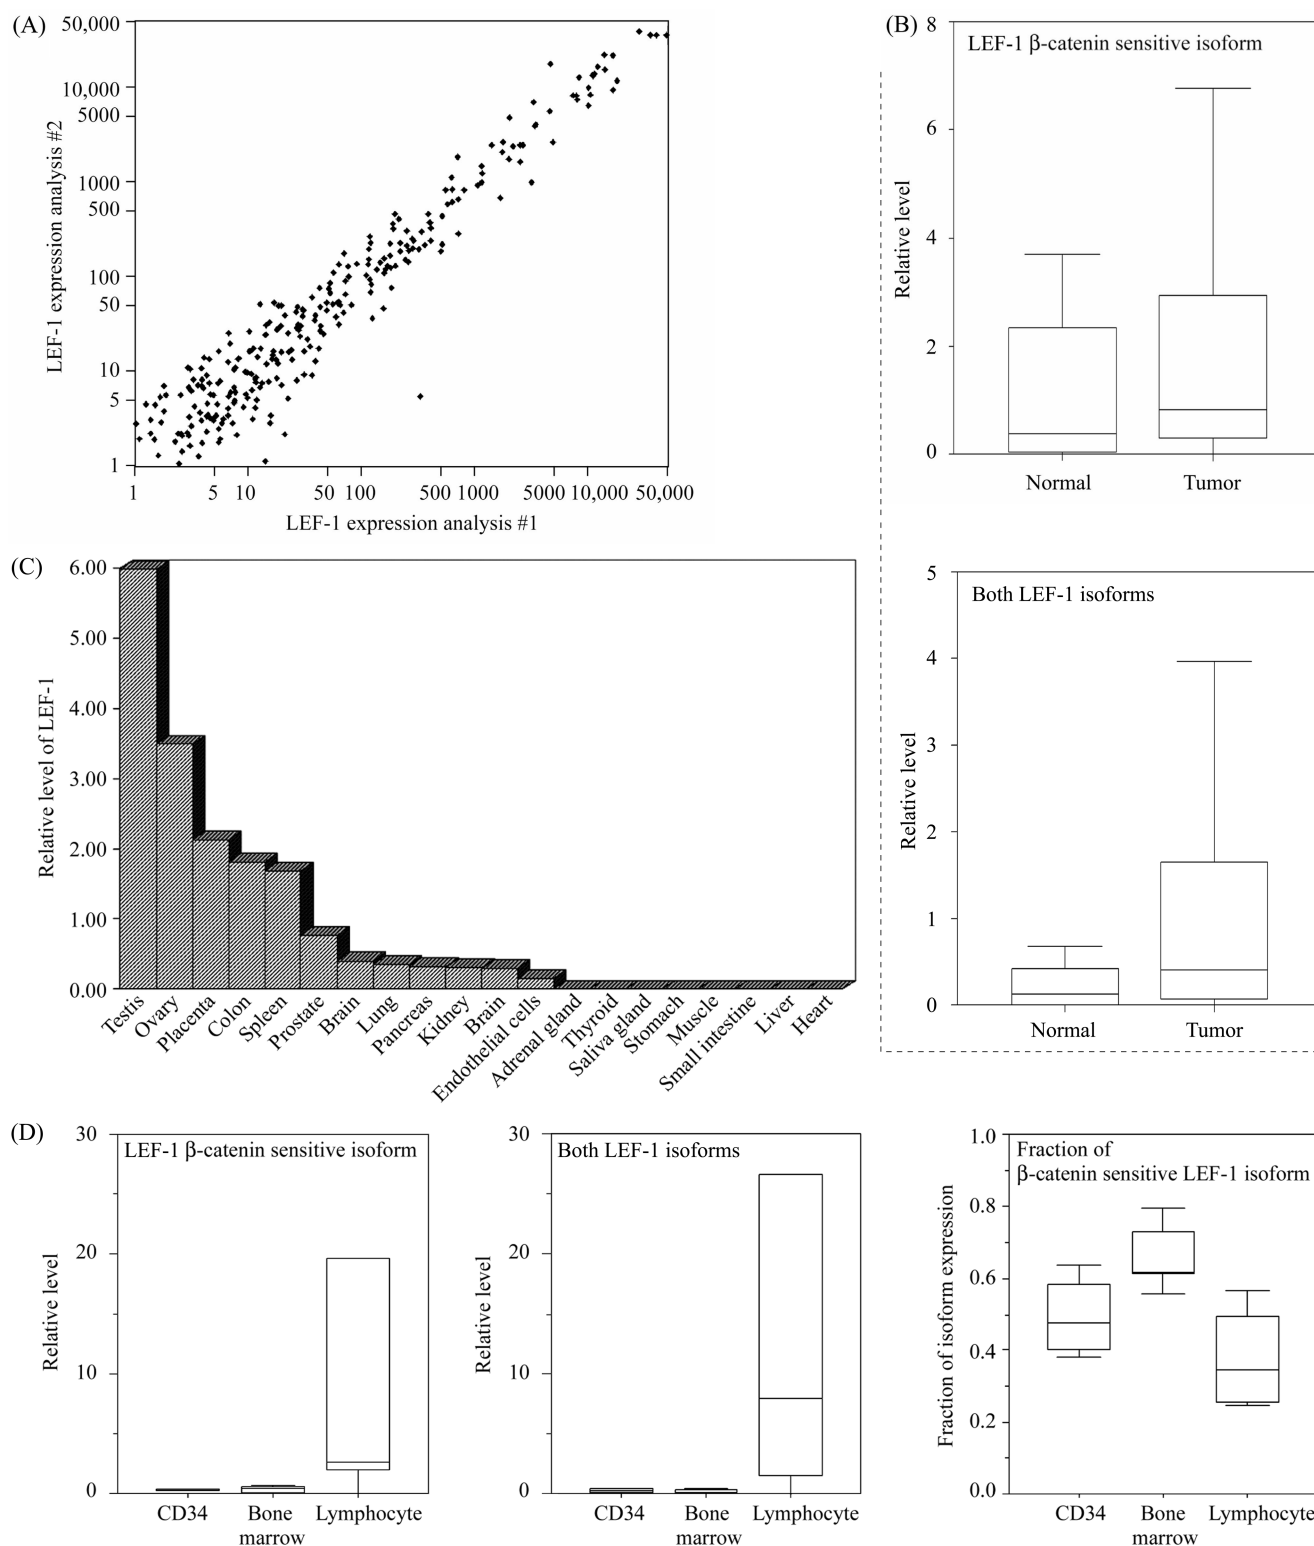 (A)
50,000
10,000
5000
1000
500
100
50
10
5
1
LEF-1 expression analysis #2
1 5 10 50 100 500 1000 5000 10,000 50,000
LEF-1 expression analysis #1
(B)
LEF-1 β-catenin sensitive isoform
8
6
4
2
0
Relative level
Normal Tumor
Both LEF-1 isoforms
5
4
3
2
1
0
Relative level
Normal Tumor
(C)
6.00
5.00
4.00
3.00
2.00
1.00
0.00
Relative level of LEF-1
Testis
Ovary
Placenta
Colon
Spleen
Prostate
Brain
Lung
Pancreas
Kidney
Brain
Endothelial cells
Adrenal gland
Thyroid
Saliva gland
Stomach
Muscle
Small intestine
Liver
Heart
(D)
LEF-1 β-catenin sensitive isoform
30
20
10
0
Relative level
CD34 Bone Lymphocyte
marrow
Both LEF-1 isoforms
30
20
10
0
Relative level
CD34 Bone Lymphocyte
marrow
Fraction of
β-catenin sensitive LEF-1 isoform
1.0
0.8
0.6
0.4
0.2
0.0
Fraction of isoform expression
CD34 Bone Lymphocyte
marrow